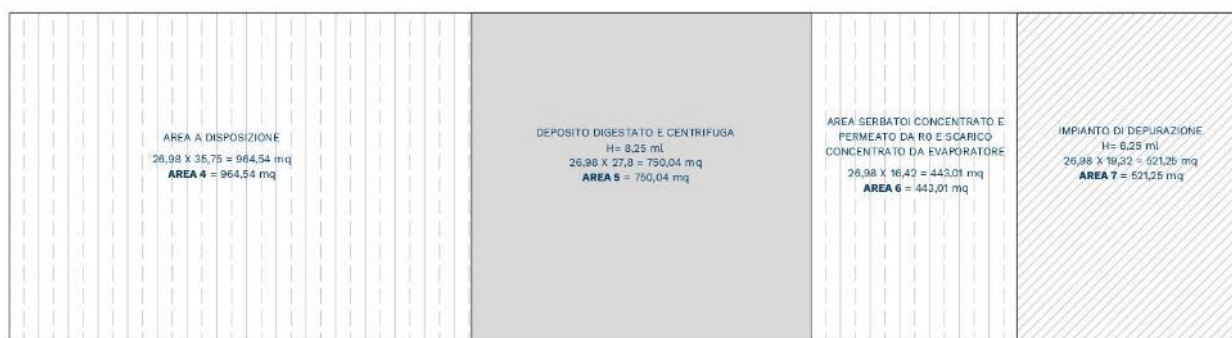 AREA A DISPOSIZIONE
26,98 X 35,75 = 964,54 mq
AREA 4 = 964,54 mq
DEPOSITO DIGESTATO E CENTRIFUGA
H= 8,25 ml
26,98 X 27,8 = 750,04 mq
AREA 5 = 750,04 mq
AREA SERBATOI CONCENTRATO E
PERMEATO DA RO E SCARICO
CONCENTRATO DA EVAPORATORE
26,98 X 16,42 = 443,01 mq
AREA 6 = 443,01 mq
IMPIANTO DI DEPURAZIONE
H= 8,25 ml
26,98 X 19,32 = 521,25 mq
AREA 7 = 521,25 mq